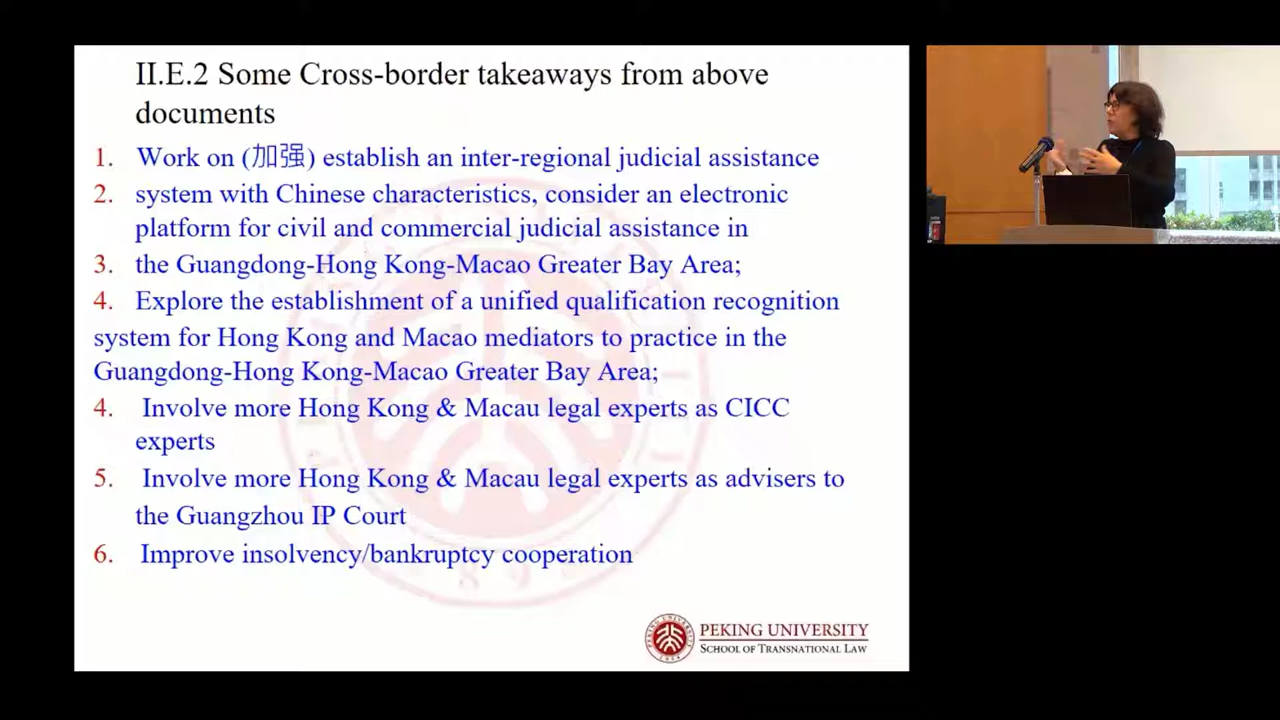 II.E.2 Some Cross-border takeaways from above
documents
1. Work on (加强) establish an inter-regional judicial assistance
2. system with Chinese characteristics, consider an electronic
platform for civil and commercial judicial assistance in
3. the Guangdong-Hong Kong-Macao Greater Bay Area;
4. Explore the establishment of a unified qualification recognition
system for Hong Kong and Macao mediators to practice in the
Guangdong-Hong Kong-Macao Greater Bay Area;
4. Involve more Hong Kong & Macau legal experts as CICC
experts
5. Involve more Hong Kong & Macau legal experts as advisers to
the Guangzhou IP Court
6. Improve insolvency/bankruptcy cooperation
PEKING UNIVERSITY
SCHOOL OF TRANSNATIONAL LAW